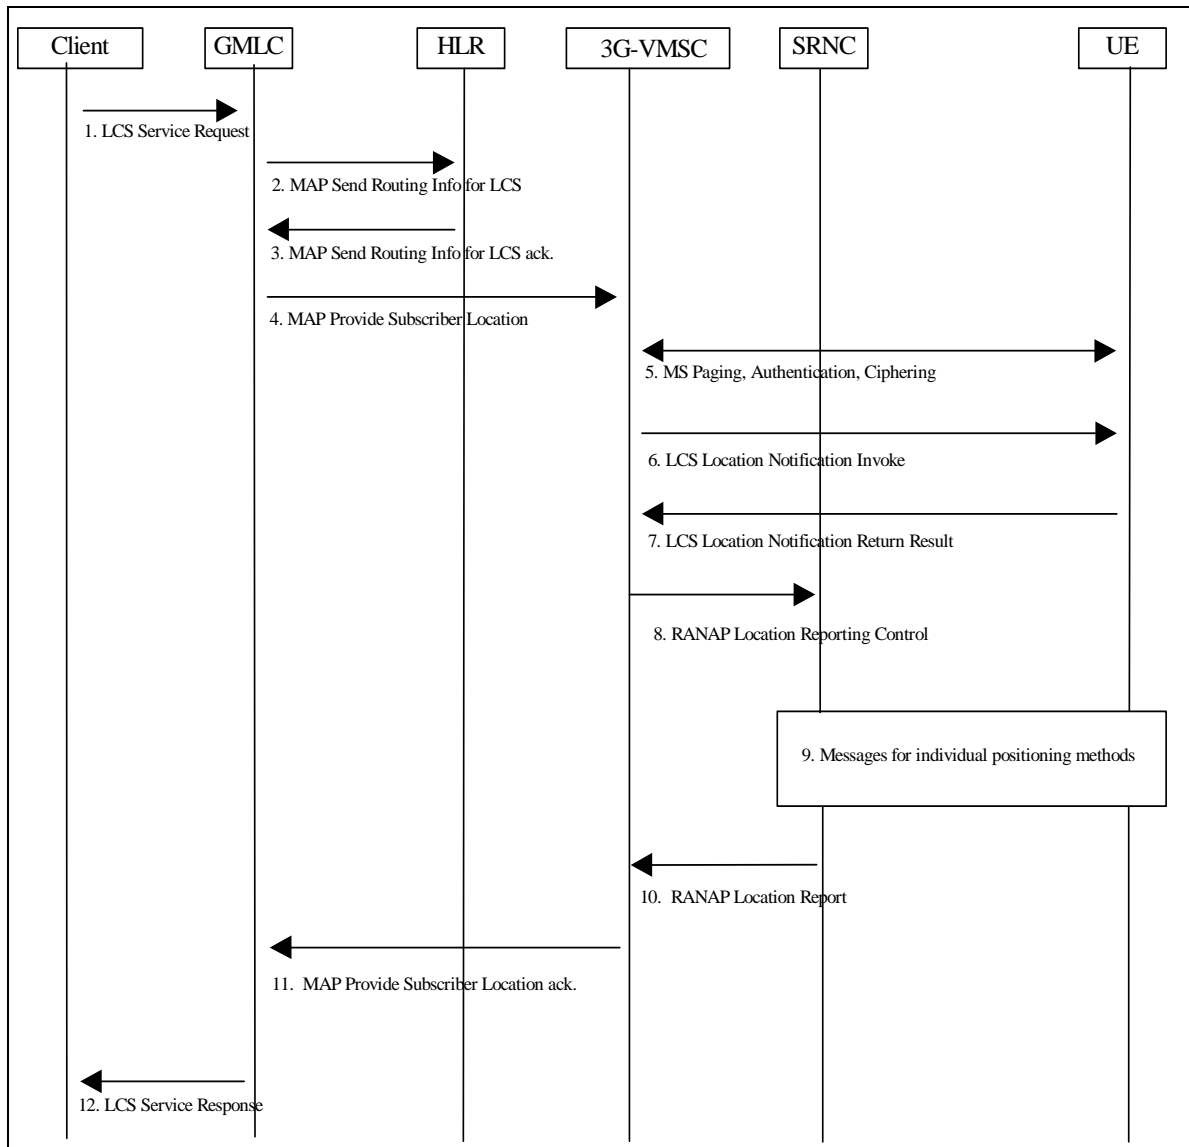 Client
GMLC
HLR
3G-VMSC
SRNC
UE
1. LCS Service Request
2. MAP Send Routing Info for LCS
3. MAP Send Routing Info for LCS ack.
4. MAP Provide Subscriber Location
5. MS Paging, Authentication, Ciphering
6. LCS Location Notification Invoke
7. LCS Location Notification Return Result
8. RANAP Location Reporting Control
9. Messages for individual positioning methods
10. RANAP Location Report
11. MAP Provide Subscriber Location ack.
12. LCS Service Response